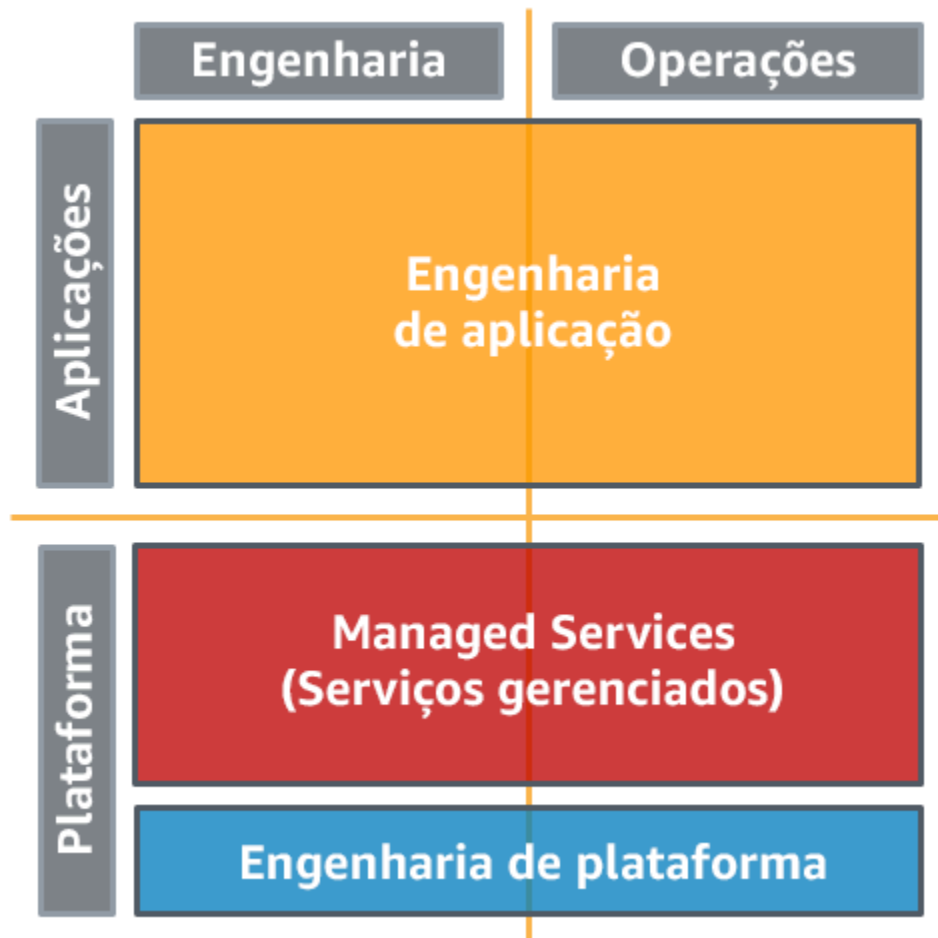 Engenharia
Operações
Aplicações
Engenharia
de aplicação
Plataforma
Managed Services
(Serviços gerenciados)
Engenharia de plataforma